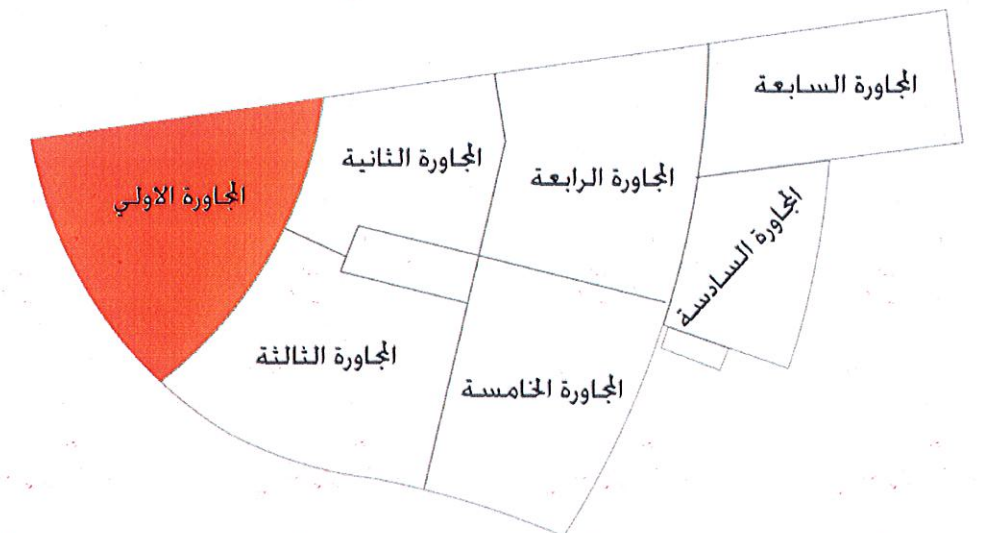 المجاورة السابعة
المجاورة الثانية
المجاورة الرابعة
المجاورة الاولي
المجاورة السادسة
المجاورة الثالثة
المجاورة الخامسة